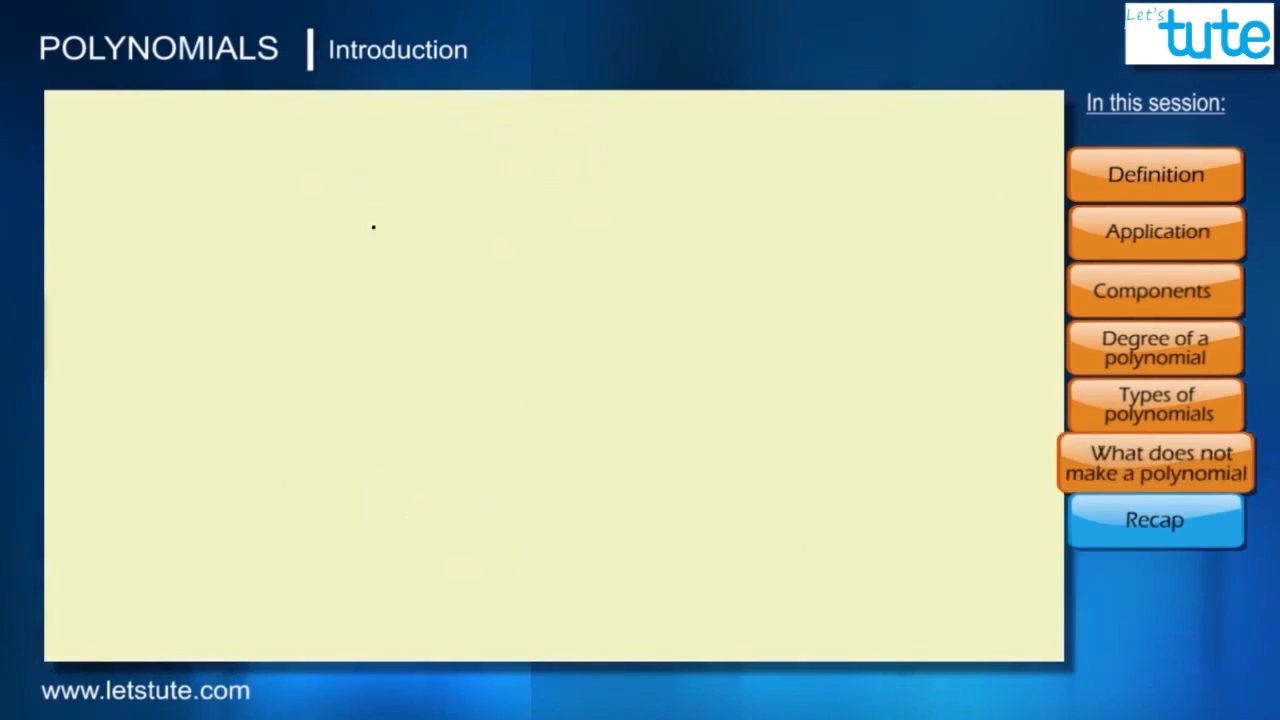 POLYNOMIALS | Introduction
Let's
tute
In this session:
Definition
Application
Components
Degree of a
polynomial
Types of
polynomials
What does not
make a polynomial
Recap
www.letstute.com